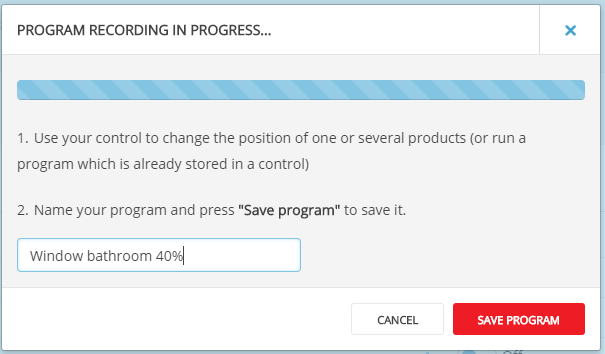 PROGRAM RECORDING IN PROGRESS...
1. Use your control to change the position of one or several products (or run a
program which is already stored in a control)
2. Name your program and press "Save program" to save it.
Window bathroom 40%
CANCEL
SAVE PROGRAM